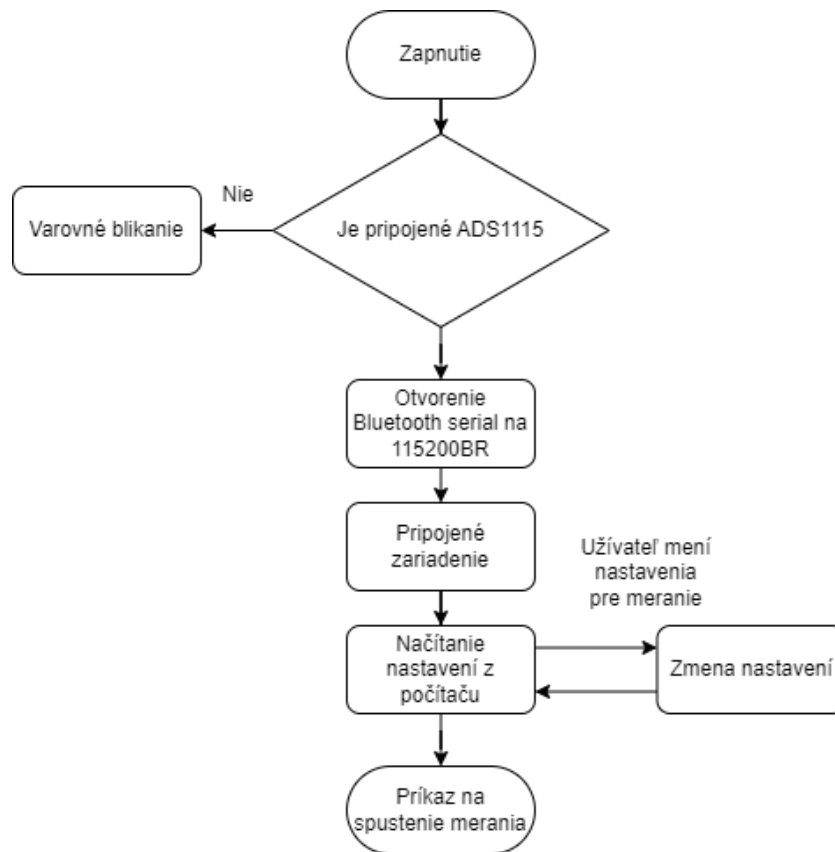 Zapnutie
Nie
Varovné blikanie
Je pripojené ADS1115
Otvorenie
Bluetooth serial na
115200BR
Pripojené
zariadenie
Užívateľ mení
nastavenia
pre meranie
Načítanie
nastavení z
počítaču
Zmena nastavení
Príkaz na
spustenie merania